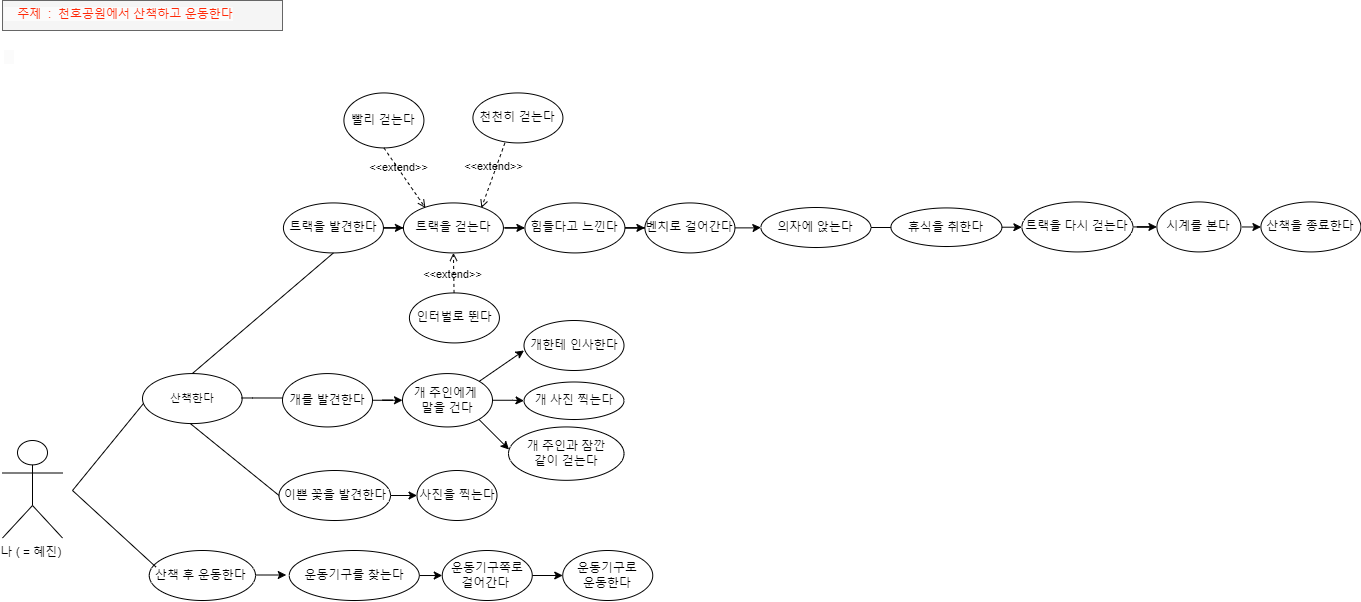 주제 : 천호공원에서 산책하고 운동한다
빨리 걷는다
천천히 걷는다
<<extend>>
<<extend>>
트랙을 발견한다
트랙을 걷는다
힘들다고 느낀다
벤치로 걸어간다
의자에 앉는다
휴식을 취한다
트랙을 다시 걷는다
시계를 본다
산책을 종료한다
<<extend>>
인터벌로 뛴다
개한테 인사한다
산책한다
개를 발견한다
개 주인에게
말을 건다
개 사진 찍는다
개 주인과 잠깐
같이 걷는다
이쁜 꽃을 발견한다
사진을 찍는다
나 ( = 혜진)
산책 후 운동한다
운동기구를 찾는다
운동기구쪽로
걸어간다
운동기구로
운동한다